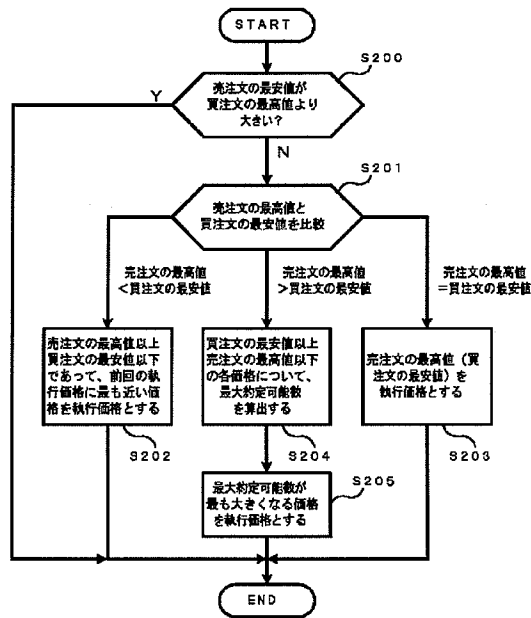 START
S200
売注文の最安値が
買注文の最高値より
大きい?
Y
N
S201
売注文の最高値と
買注文の最安値を比較
売注文の最高値
<買注文の最安値
売注文の最高値
>買注文の最安値
売注文の最高値
=買注文の最安値
売注文の最高値以上
買注文の最安値以下
であって、前回の執
行価格に最も近い価
格を執行価格とする
S202
買注文の最安値以上
売注文の最高値以下
の各価格について、
最大約定可能数
を算出する
S204
売注文の最高値(買
注文の最安値)を
執行価格とする
S203
最大約定可能数が
最も大きくなる価格
を執行価格とする
S205
END